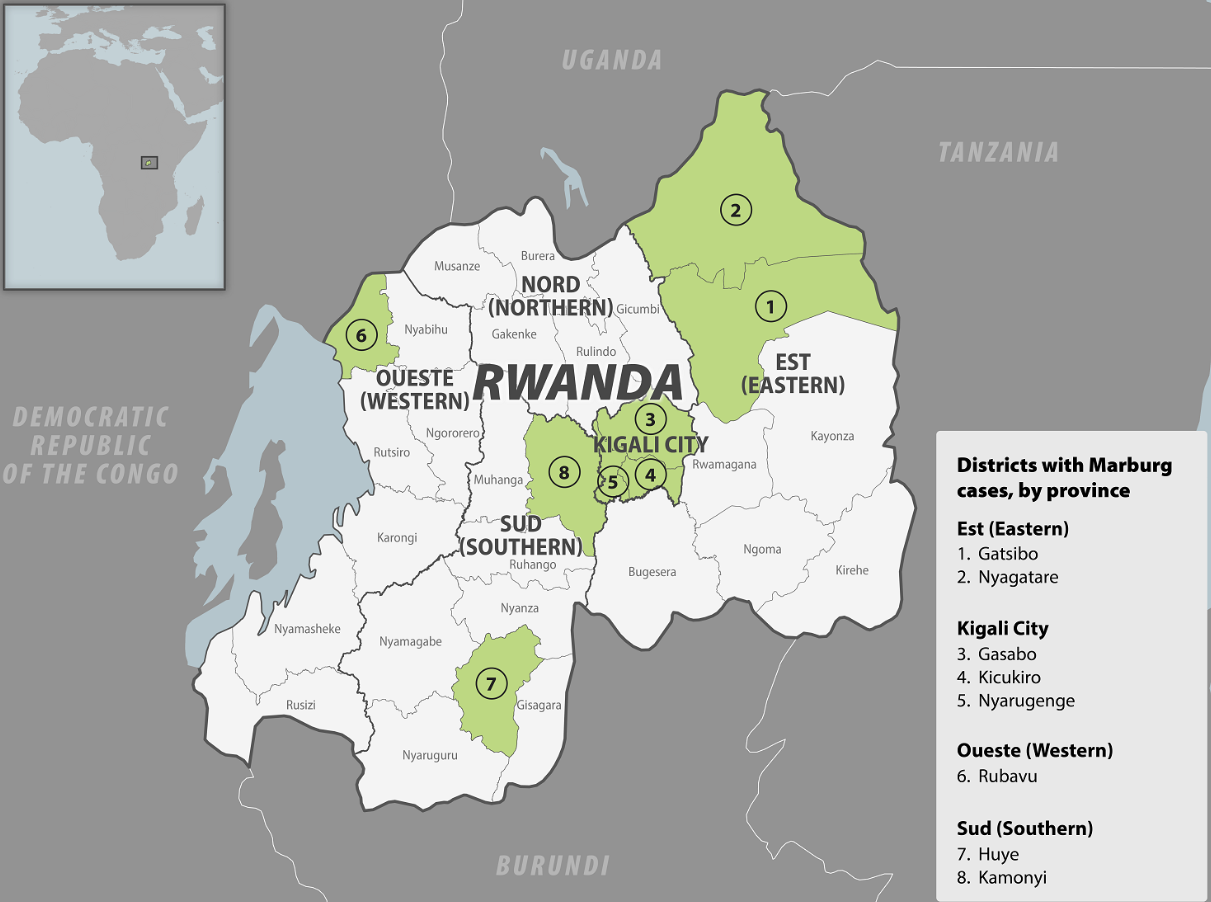 UGANDA
TANZANIA
DEMOCRATIC
REPUBLIC
OF THE CONGO
BURUNDI
RWANDA
NORD
(NORTHERN)
Musanze
Burera
Gicumbi
Gakenke
Rulindo
OUESTE
(WESTERN)
Nyabihu
Ngororero
Rutsiro
Karongi
Nyamasheke
Rusizi
EST
(EASTERN)
Kayonza
Rwamagana
Ngoma
Kirehe
Bugesera
KIGALI CITY
SUD
(SOUTHERN)
Muhanga
Ruhango
Nyanza
Nyamagabe
Gisagara
Nyaruguru
1
2
3
4
5
6
7
8
Districts with Marburg
cases, by province
Est (Eastern)
1. Gatsibo
2. Nyagatare
Kigali City
3. Gasabo
4. Kicukiro
5. Nyarugenge
Oueste (Western)
6. Rubavu
Sud (Southern)
7. Huye
8. Kamonyi